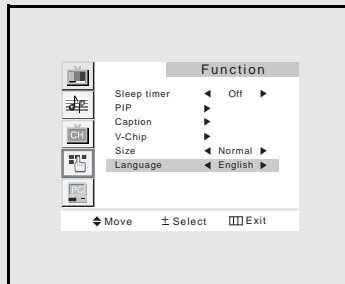 Function
Sleep timer ◀ Off ▶
PIP ▶
Caption ▶
V-Chip ▶
Size ◀ Normal ▶
CH
Language ◀ English ▶
PC
Move ± Select Exit